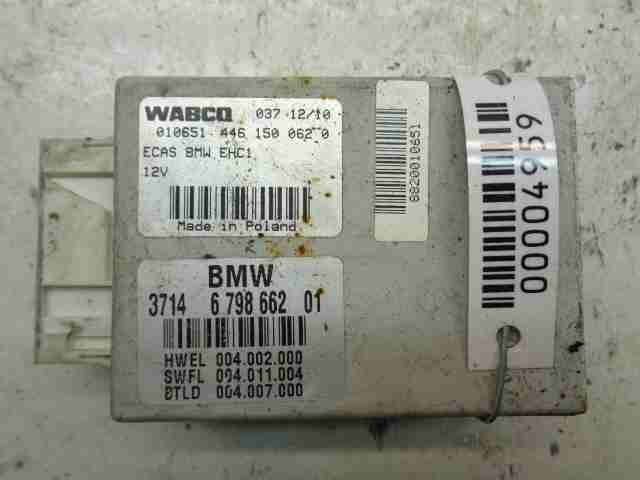 WABCO 037 12/10
010651 446 150 062 0
ECAS BMW EHC1
12V
Made in Poland
8820010651
BMW
3714 6 798 662 01
HWEL 004.002.000
SWFL 004.011.004
BTLD 004.007.000
00004959